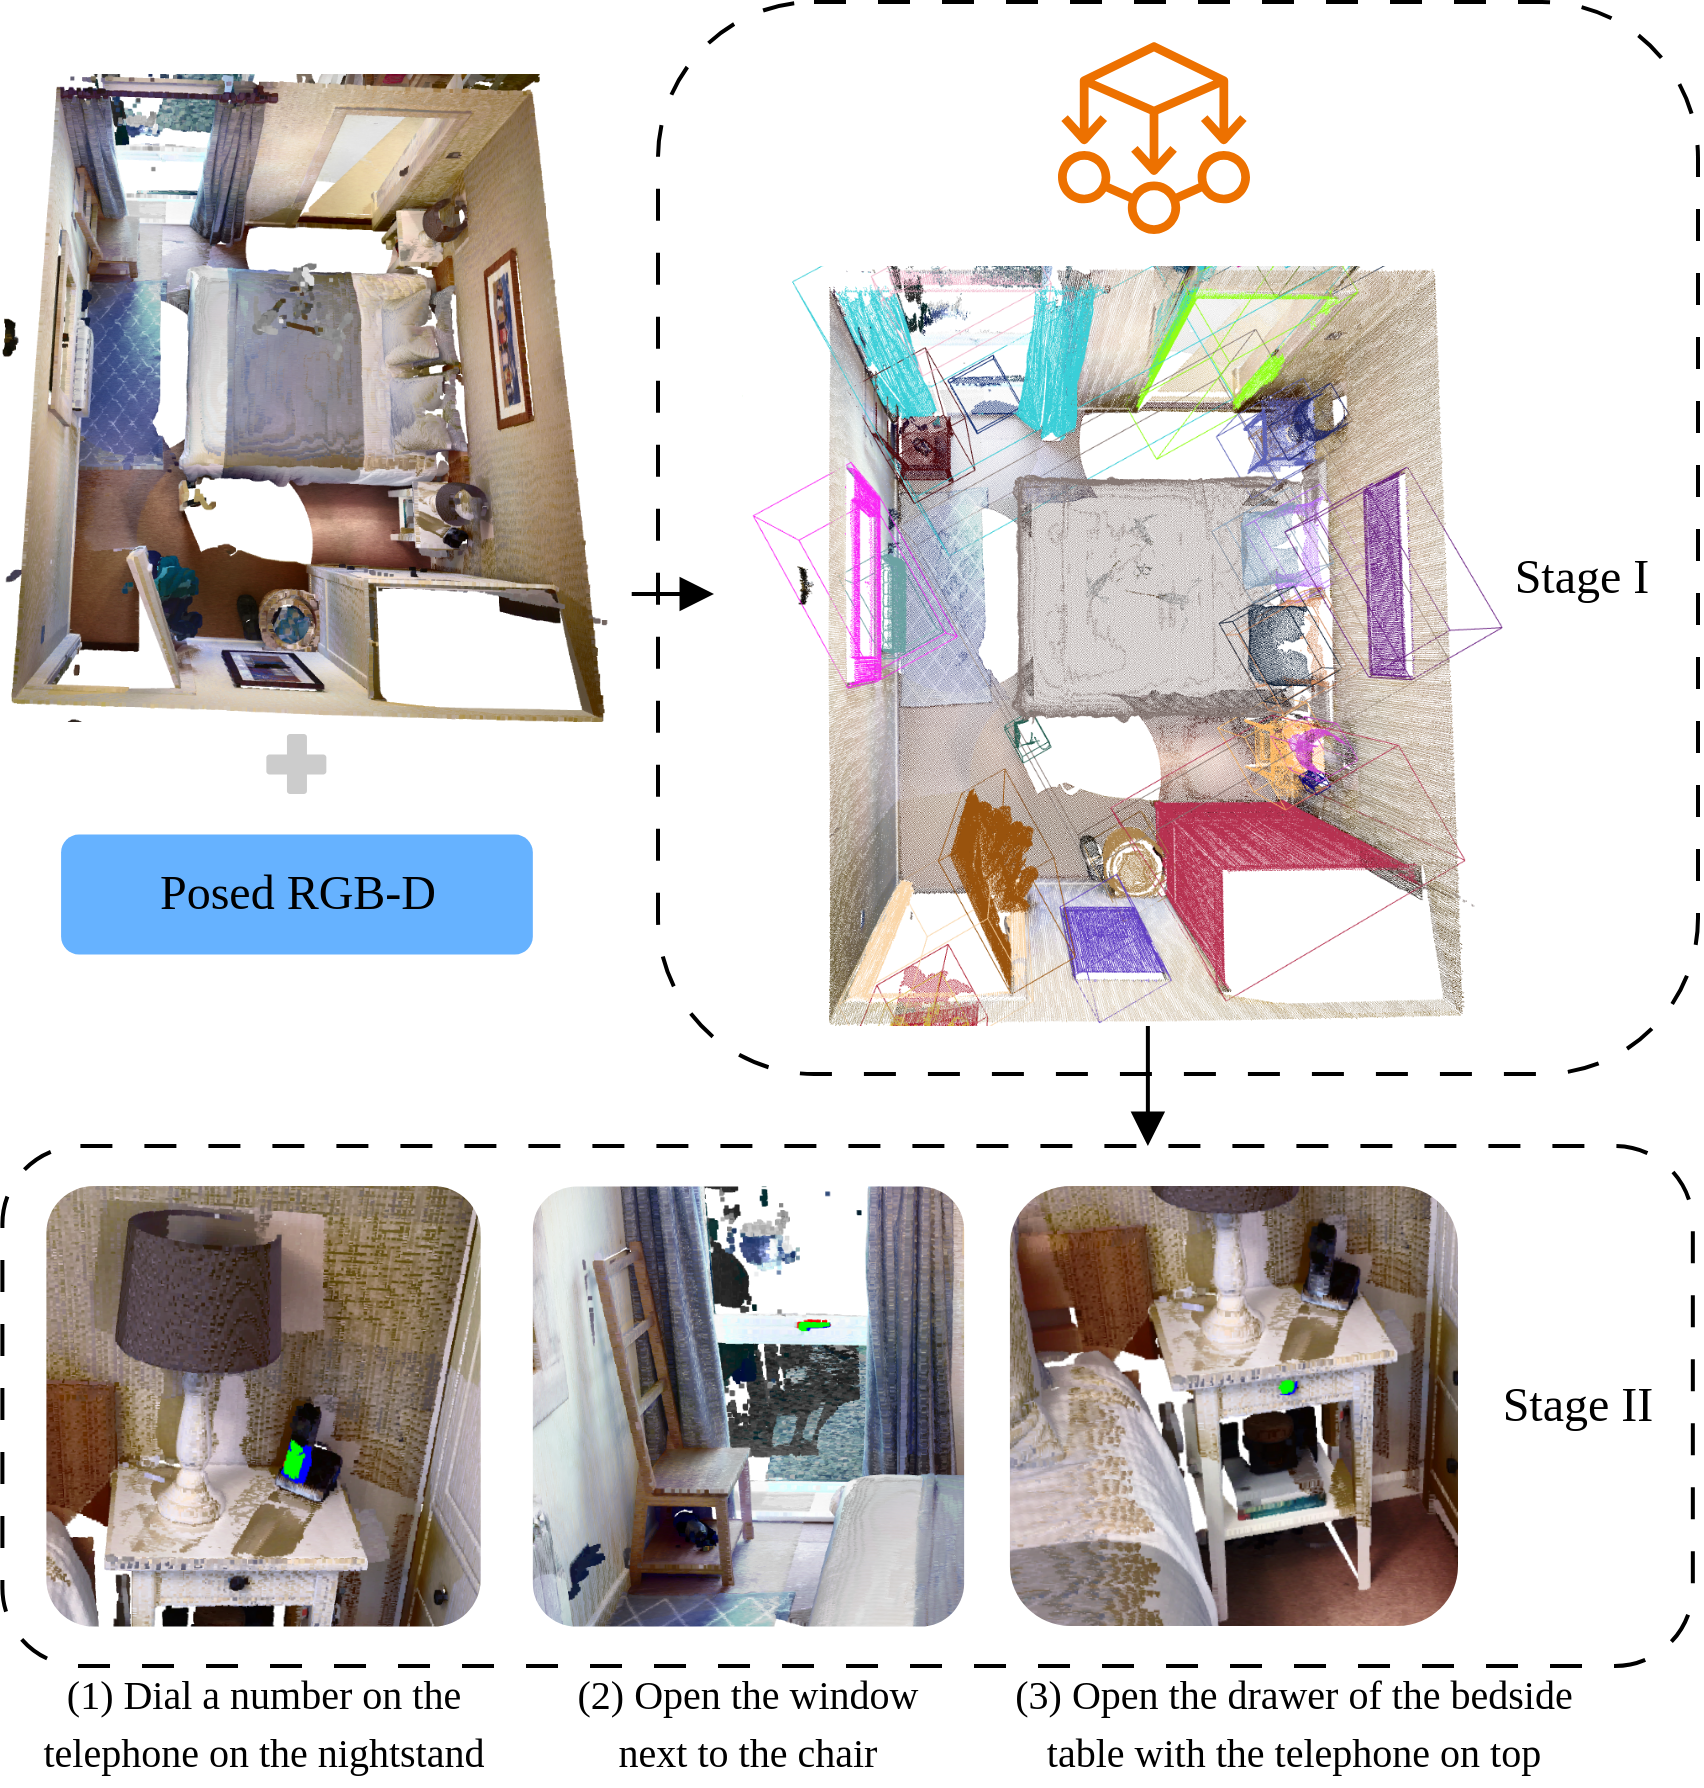 Stage I
Posed RGB-D
Stage II
(1) Dial a number on the
telephone on the nightstand
(2) Open the window
next to the chair
(3) Open the drawer of the bedside
table with the telephone on top